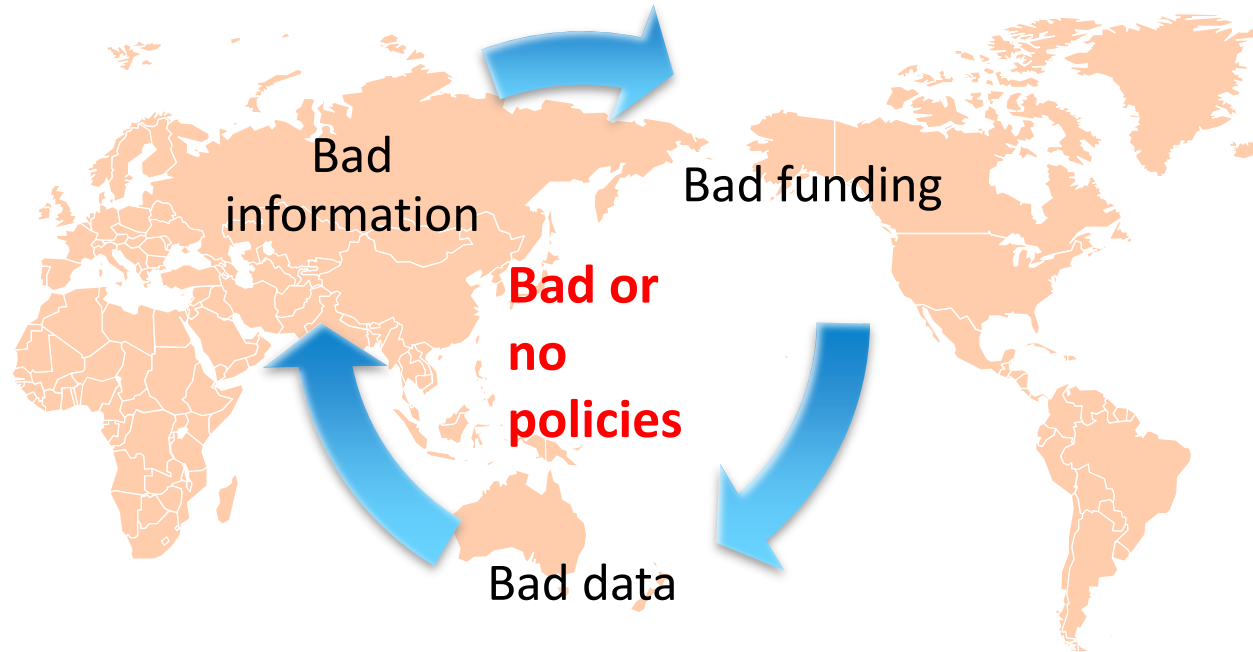 Bad
information
Bad funding
Bad or
no
policies
Bad data